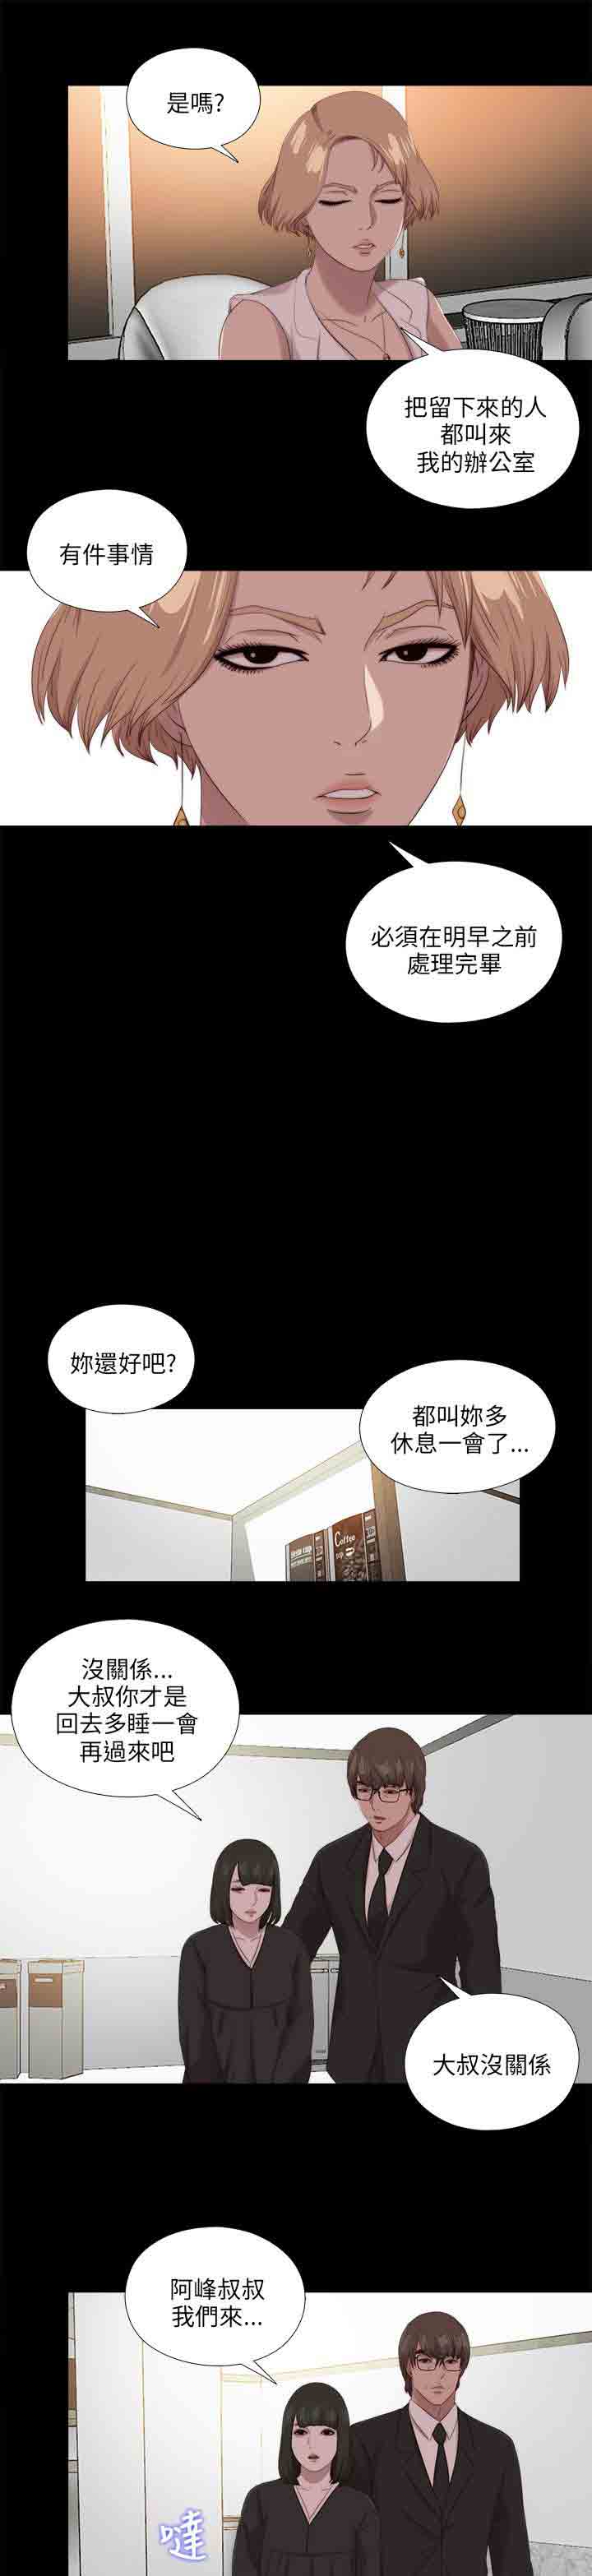 是嗎?
把留下來的人
都叫來
我的辦公室
有件事情
必須在明早之前
處理完畢
妳還好吧?
都叫妳多
休息一會了...
Coffee
沒關係...
大叔你才是
回去多睡一會
再過來吧
大叔沒關係
阿峰叔叔
我們來...
噠